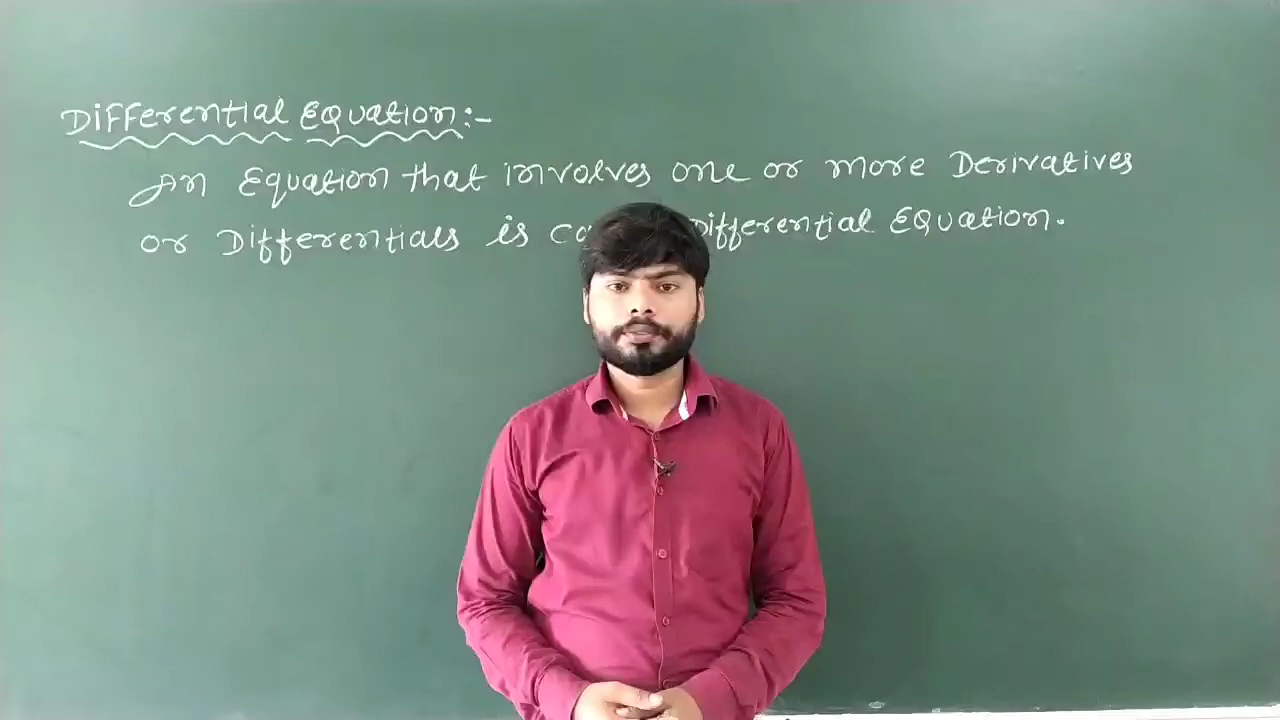 Differential Equation:-
An Equation that involves one or more Derivatives
or Differentials is Differential Equation.